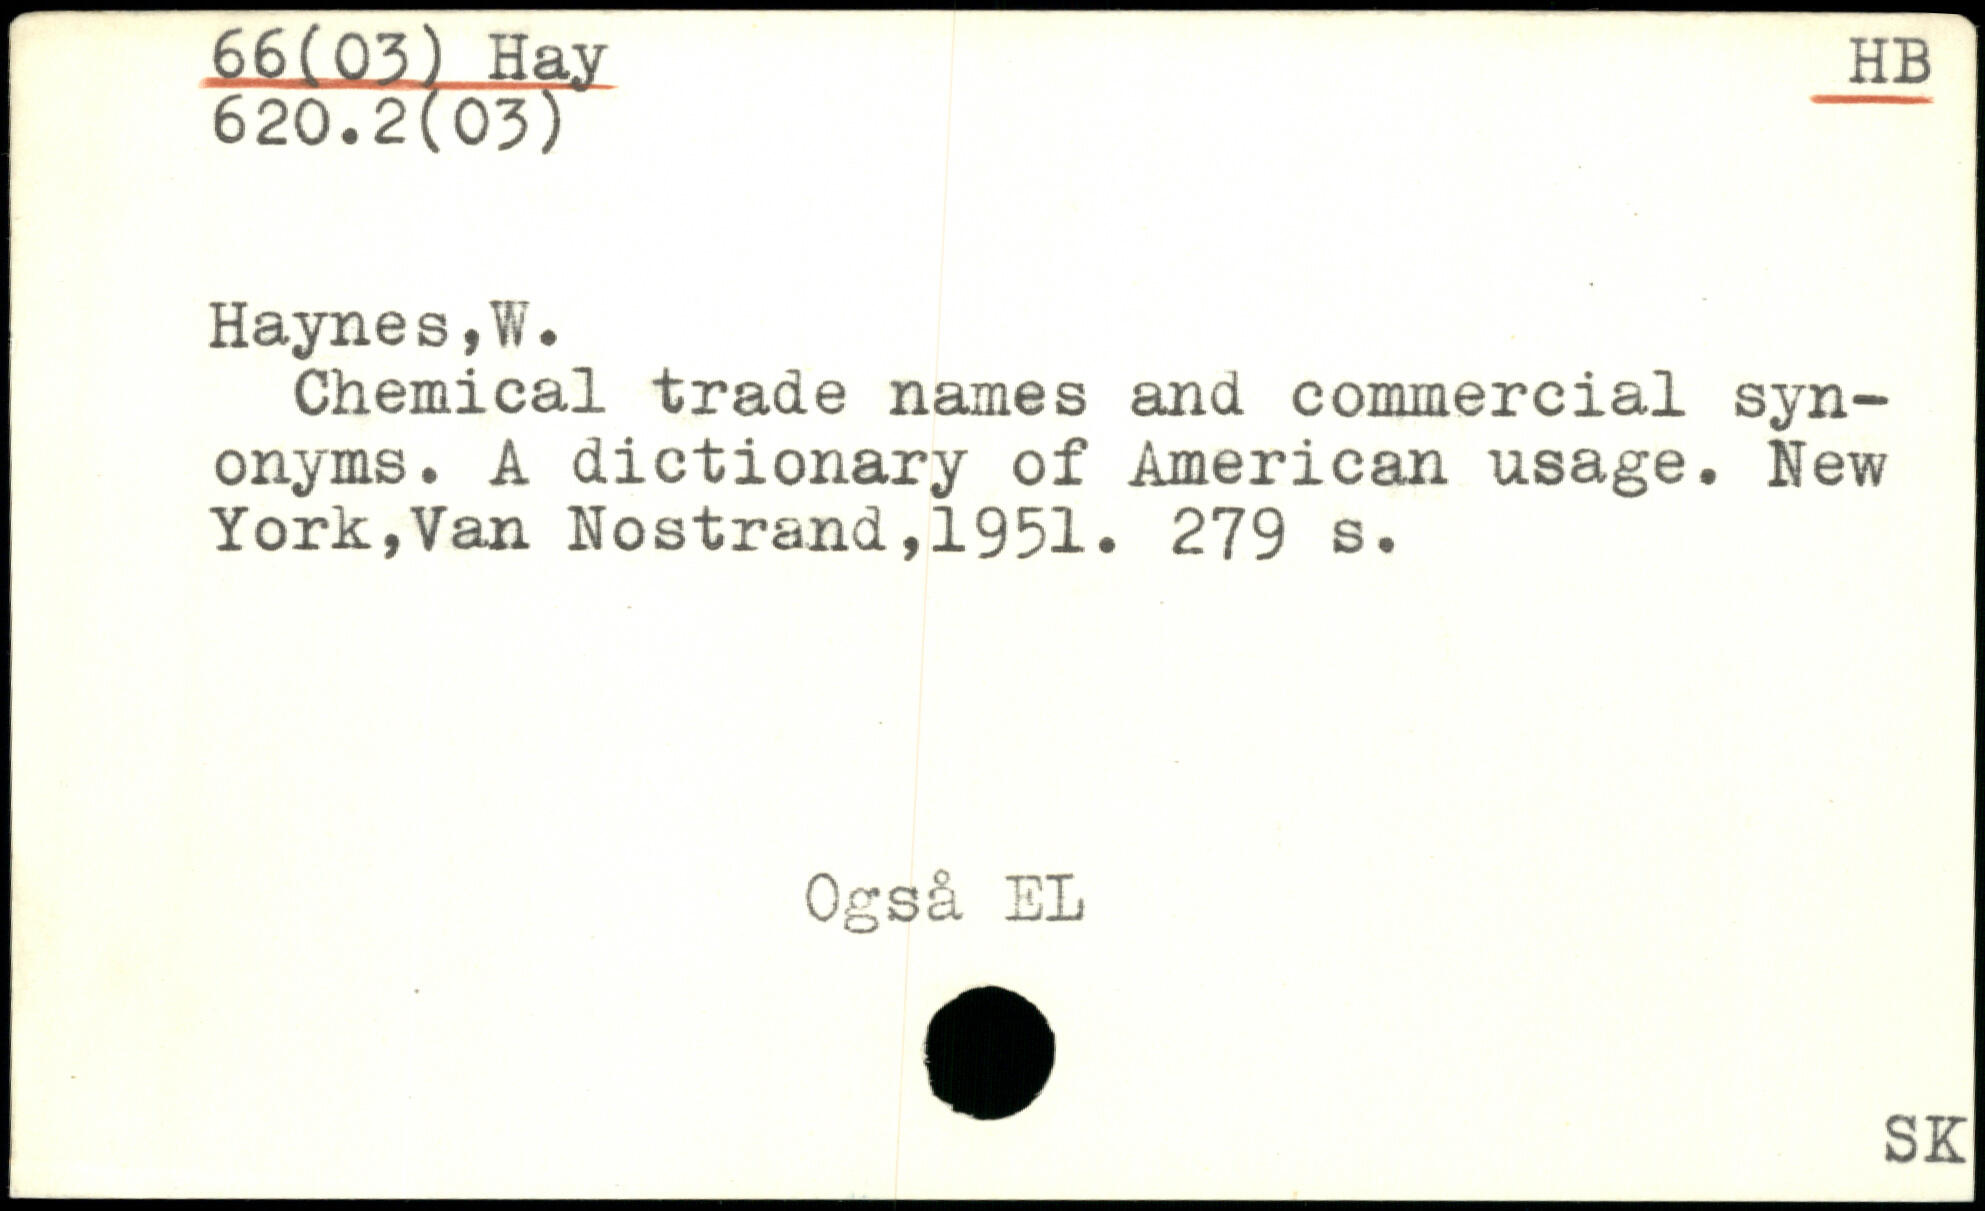 66(03) Hay
HB
620.2(03)
Haynes,W.
Chemical trade names and commercial syn-
onyms. A dictionary of American usage. New
York,Van Nostrand,1951. 279 s.
Også EL
SK